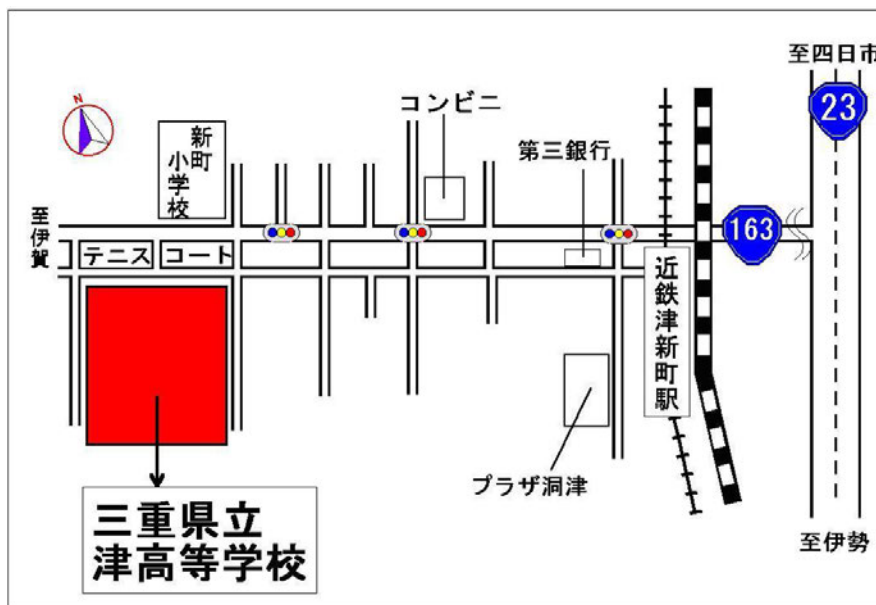 至四日市
23
N
コンビニ
新町
小学校
第三銀行
至伊賀
163
テニス コート
近鉄津新町駅
プラザ洞津
三重県立
津高等学校
至伊勢